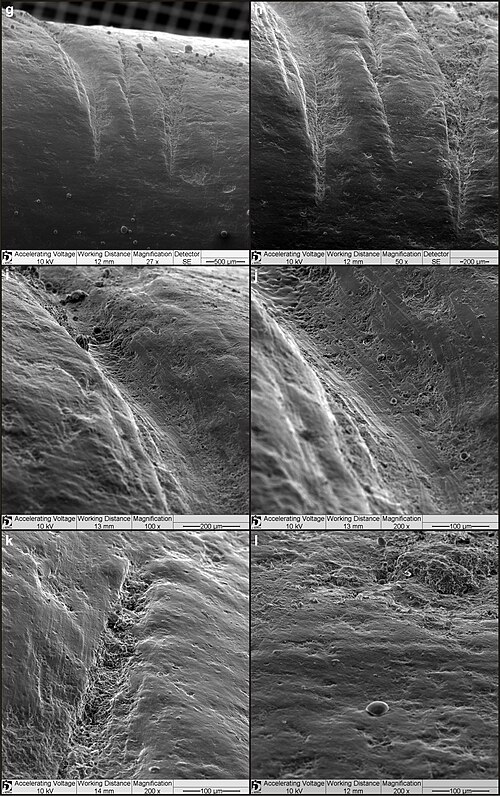 g
h
Accelerating Voltage Working Distance Magnification Detector
10 kV 12 mm 27 x SE 500 µm
Accelerating Voltage Working Distance Magnification Detector
10 kV 12 mm 50 x SE 200 µm
i
j
Accelerating Voltage Working Distance Magnification
10 kV 13 mm 100 x 200 µm
Accelerating Voltage Working Distance Magnification
10 kV 13 mm 200 x 100 µm
k
l
Accelerating Voltage Working Distance Magnification
10 kV 14 mm 200 x 100 µm
Accelerating Voltage Working Distance Magnification
10 kV 12 mm 200 x 100 µm